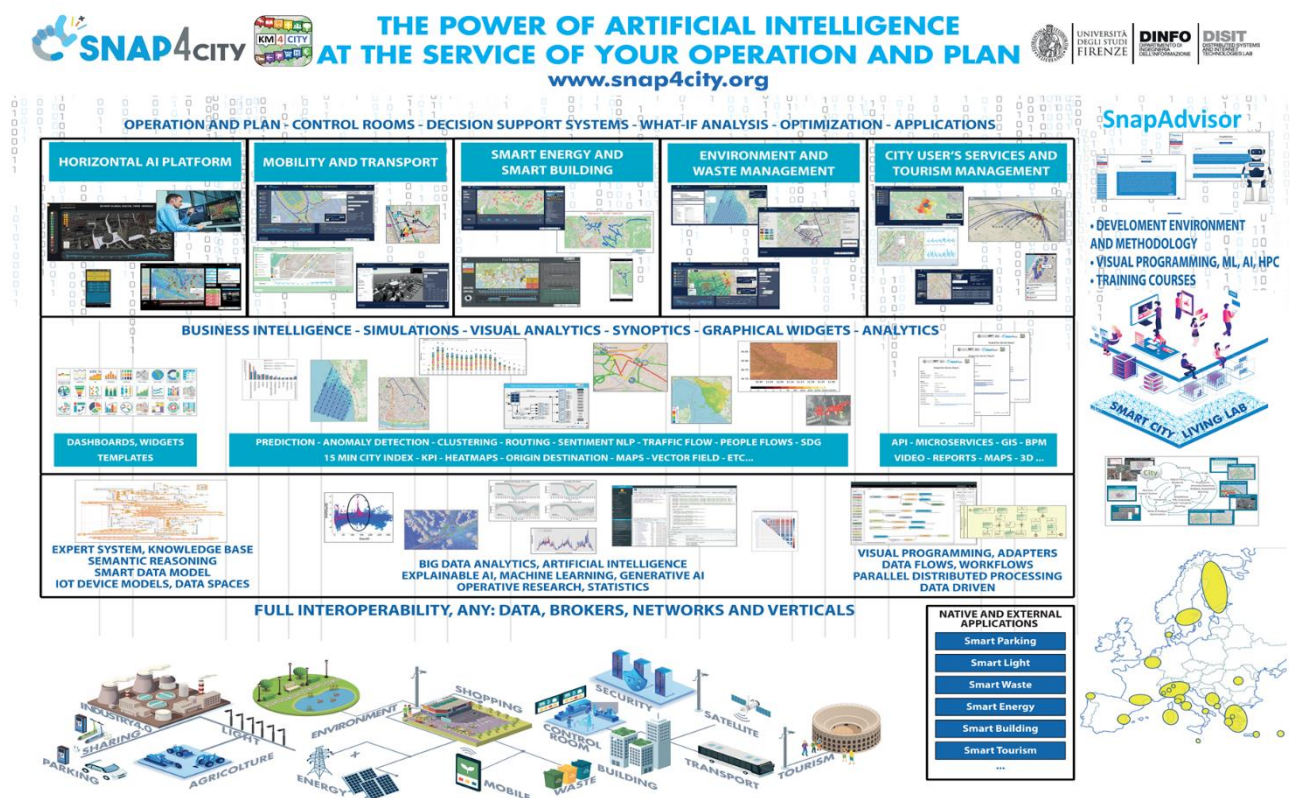 SNAP4CITY
KM4CITY
THE POWER OF ARTIFICIAL INTELLIGENCE
AT THE SERVICE OF YOUR OPERATION AND PLAN
www.snap4city.org
UNIVERSITÀ
DEGLI STUDI
FIRENZE
DINFO
DIPARTIMENTO DI
INGEGNERIA
DELL'INFORMAZIONE
DISIT
DISTRIBUTED SYSTEMS
AND INTERNET
TECHNOLOGIES LAB
OPERATION AND PLAN - CONTROL ROOMS - DECISION SUPPORT SYSTEMS - WHAT-IF ANALYSIS - OPTIMIZATION - APPLICATIONS
HORIZONTAL AI PLATFORM
MOBILITY AND TRANSPORT
SMART ENERGY AND
SMART BUILDING
ENVIRONMENT AND
WASTE MANAGEMENT
CITY USER'S SERVICES AND
TOURISM MANAGEMENT
BUSINESS INTELLIGENCE - SIMULATIONS - VISUAL ANALYTICS - SYNOPTICS - GRAPHICAL WIDGETS - ANALYTICS
DASHBOARDS, WIDGETS
TEMPLATES
PREDICTION - ANOMALY DETECTION - CLUSTERING - ROUTING - SENTIMENT NLP - TRAFFIC FLOW - PEOPLE FLOWS - SDG
15 MIN CITY INDEX - KPI - HEATMAPS - ORIGIN DESTINATION - MAPS - VECTOR FIELD - ETC...
API - MICROSERVICES - GIS - BPM
VIDEO - REPORTS - MAPS - 3D ...
EXPERT SYSTEM, KNOWLEDGE BASE
SEMANTIC REASONING
SMART DATA MODEL
IOT DEVICE MODELS, DATA SPACES
BIG DATA ANALYTICS, ARTIFICIAL INTELLIGENCE
EXPLAINABLE AI, MACHINE LEARNING, GENERATIVE AI
OPERATIVE RESEARCH, STATISTICS
VISUAL PROGRAMMING, ADAPTERS
DATA FLOWS, WORKFLOWS
PARALLEL DISTRIBUTED PROCESSING
DATA DRIVEN
FULL INTEROPERABILITY, ANY: DATA, BROKERS, NETWORKS AND VERTICALS
INDUSTRY4.0
SHARING
PARKING
LIGHT
AGRICOLTURE
ENVIRONMENT
ENERGY
SHOPPING
MOBILE
WASTE
CONTROL
ROOM
SECURITY
BUILDING
SATELLITE
TRANSPORT
TOURISM
NATIVE AND EXTERNAL
APPLICATIONS
Smart Parking
Smart Light
Smart Waste
Smart Energy
Smart Building
Smart Tourism
...
SnapAdvisor
• DEVELOMENT ENVIRONMENT
AND METHODOLOGY
• VISUAL PROGRAMMING, ML, AI, HPC
• TRAINING COURSES
SMART CITY
LIVING LAB
City